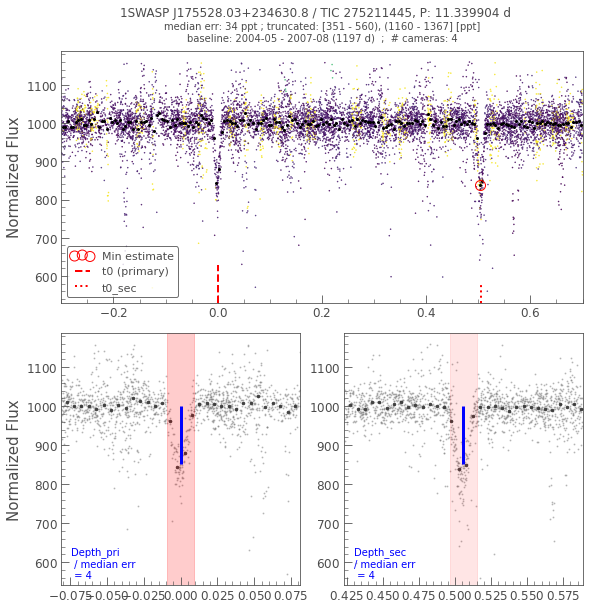 1SWASP J175528.03+234630.8 / TIC 275211445, P: 11.339904 d
median err: 34 ppt ; truncated: [351 - 560), (1160 - 1367] [ppt]
baseline: 2004-05 - 2007-08 (1197 d)  ;  # cameras: 4
Normalized Flux
1100
1000
900
800
700
600
Min estimate
t0 (primary)
t0_sec
−0.2 0.0 0.2 0.4 0.6
Normalized Flux
1100
1000
900
800
700
600
Depth_pri
/ median err
= 4
−0.075 −0.050 −0.025 0.000 0.025 0.050 0.075
1100
1000
900
800
700
600
Depth_sec
/ median err
= 4
0.425 0.450 0.475 0.500 0.525 0.550 0.575